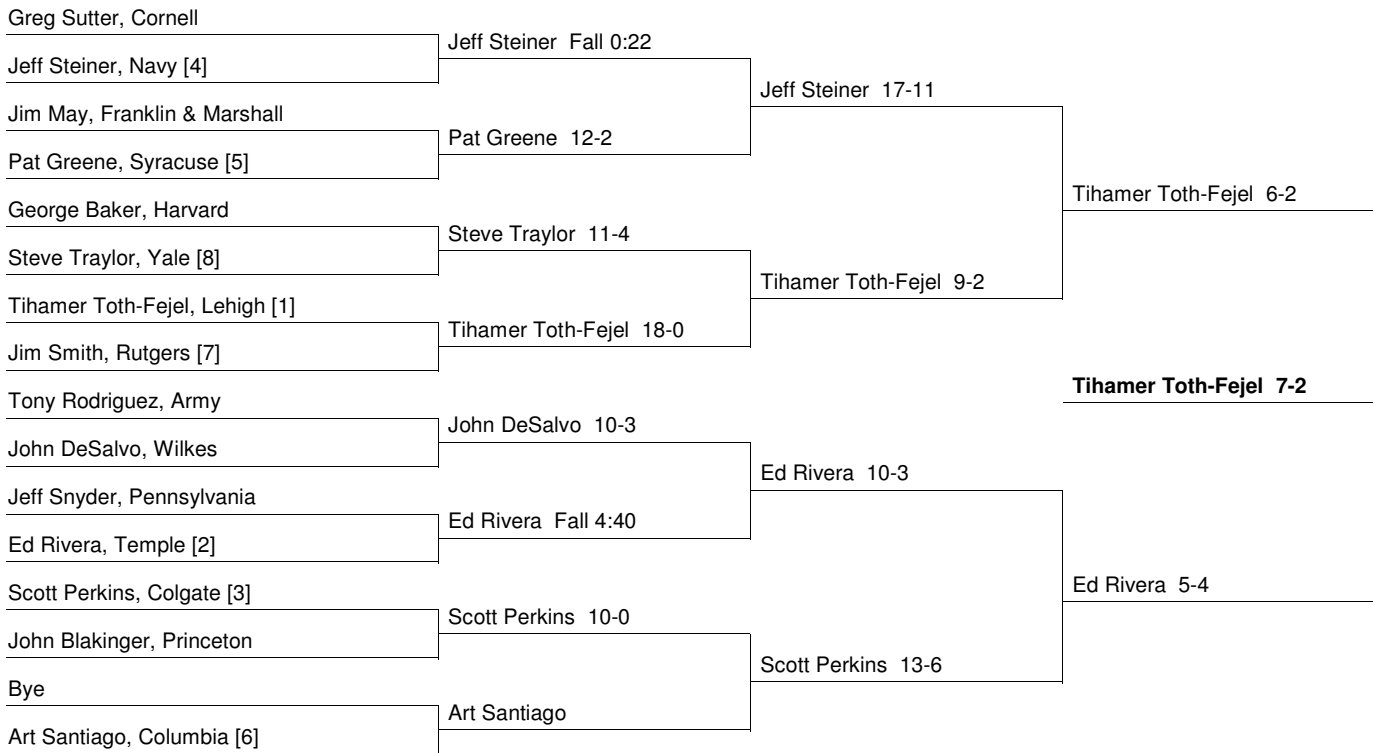 Greg Sutter, Cornell
Jeff Steiner, Navy [4]
Jim May, Franklin & Marshall
Pat Greene, Syracuse [5]
George Baker, Harvard
Steve Traylor, Yale [8]
Tihamer Toth-Fejel, Lehigh [1]
Jim Smith, Rutgers [7]
Tony Rodriguez, Army
John DeSalvo, Wilkes
Jeff Snyder, Pennsylvania
Ed Rivera, Temple [2]
Scott Perkins, Colgate [3]
John Blakinger, Princeton
Bye
Art Santiago, Columbia [6]
Jeff Steiner Fall 0:22
Pat Greene 12-2
Steve Traylor 11-4
Tihamer Toth-Fejel 18-0
John DeSalvo 10-3
Ed Rivera Fall 4:40
Scott Perkins 10-0
Art Santiago
Jeff Steiner 17-11
Tihamer Toth-Fejel 9-2
Ed Rivera 10-3
Scott Perkins 13-6
Tihamer Toth-Fejel 6-2
Tihamer Toth-Fejel 7-2
Ed Rivera 5-4